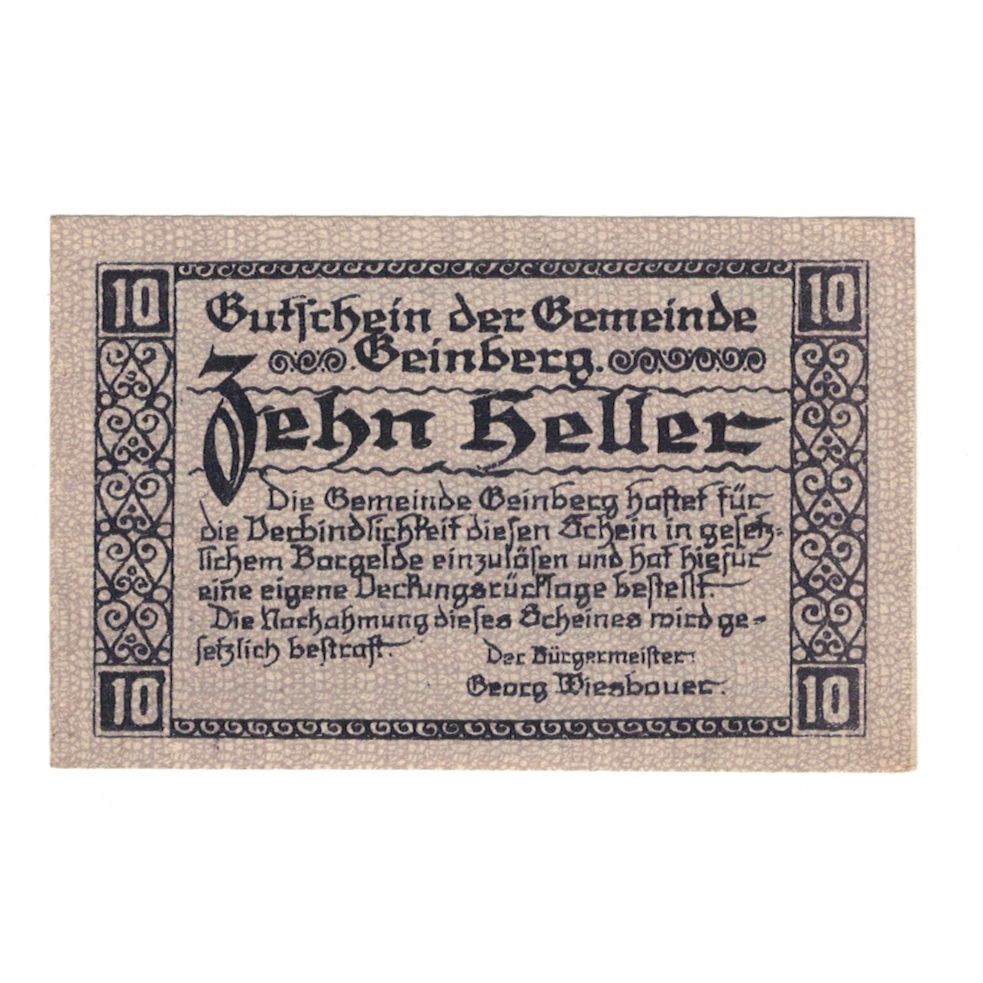 10 10
Gutschein der Gemeinde
Geinberg.
Zehn Heller
Die Gemeinde Geinberg haftet für
die Verbindlichkeit diesen Schein in gesetz-
lichem Bargelde einzulösen und hat hiefür
eine eigene Deckungsrücklage bestellt.
Die Nachahmung dieses Scheines wird ge-
setzlich bestraft.
Der Bürgermeister:
Georg Wiesbauer.
10 10